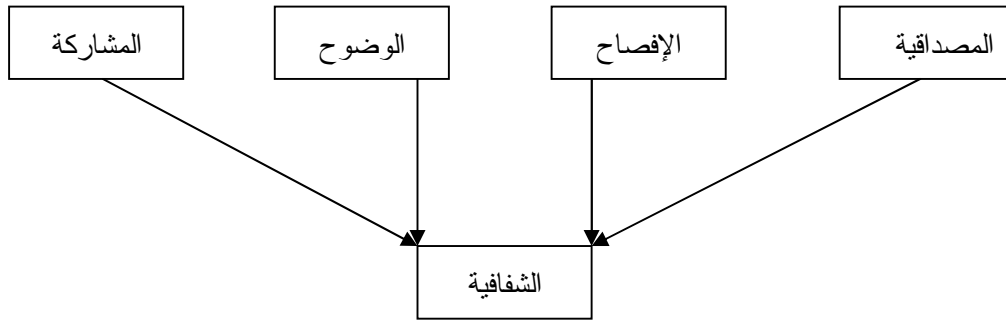 المصداقية
الإفصاح
الوضوح
المشاركة
الشفافية